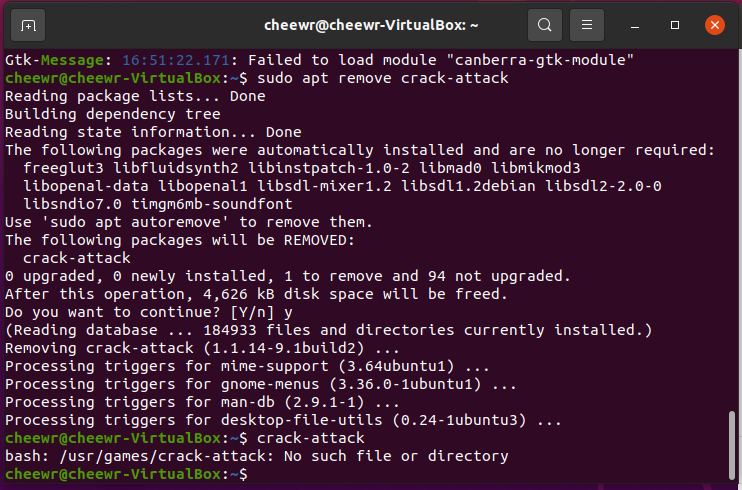 cheewr@cheewr-VirtualBox: ~
Gtk-Message: 16:51:22.171: Failed to load module "canberra-gtk-module"
cheewr@cheewr-VirtualBox:~$ sudo apt remove crack-attack
Reading package lists... Done
Building dependency tree
Reading state information... Done
The following packages were automatically installed and are no longer required:
  freeglut3 libfluidsynth2 libinstpatch-1.0-2 libmad0 libmikmod3
  libopenal-data libopenal1 libsdl-mixer1.2 libsdl1.2debian libsdl2-2.0-0
  libsndio7.0 timgm6mb-soundfont
Use 'sudo apt autoremove' to remove them.
The following packages will be REMOVED:
  crack-attack
0 upgraded, 0 newly installed, 1 to remove and 94 not upgraded.
After this operation, 4,626 kB disk space will be freed.
Do you want to continue? [Y/n] y
(Reading database ... 184933 files and directories currently installed.)
Removing crack-attack (1.1.14-9.1build2) ...
Processing triggers for mime-support (3.64ubuntu1) ...
Processing triggers for gnome-menus (3.36.0-1ubuntu1) ...
Processing triggers for man-db (2.9.1-1) ...
Processing triggers for desktop-file-utils (0.24-1ubuntu3) ...
cheewr@cheewr-VirtualBox:~$ crack-attack
bash: /usr/games/crack-attack: No such file or directory
cheewr@cheewr-VirtualBox:~$